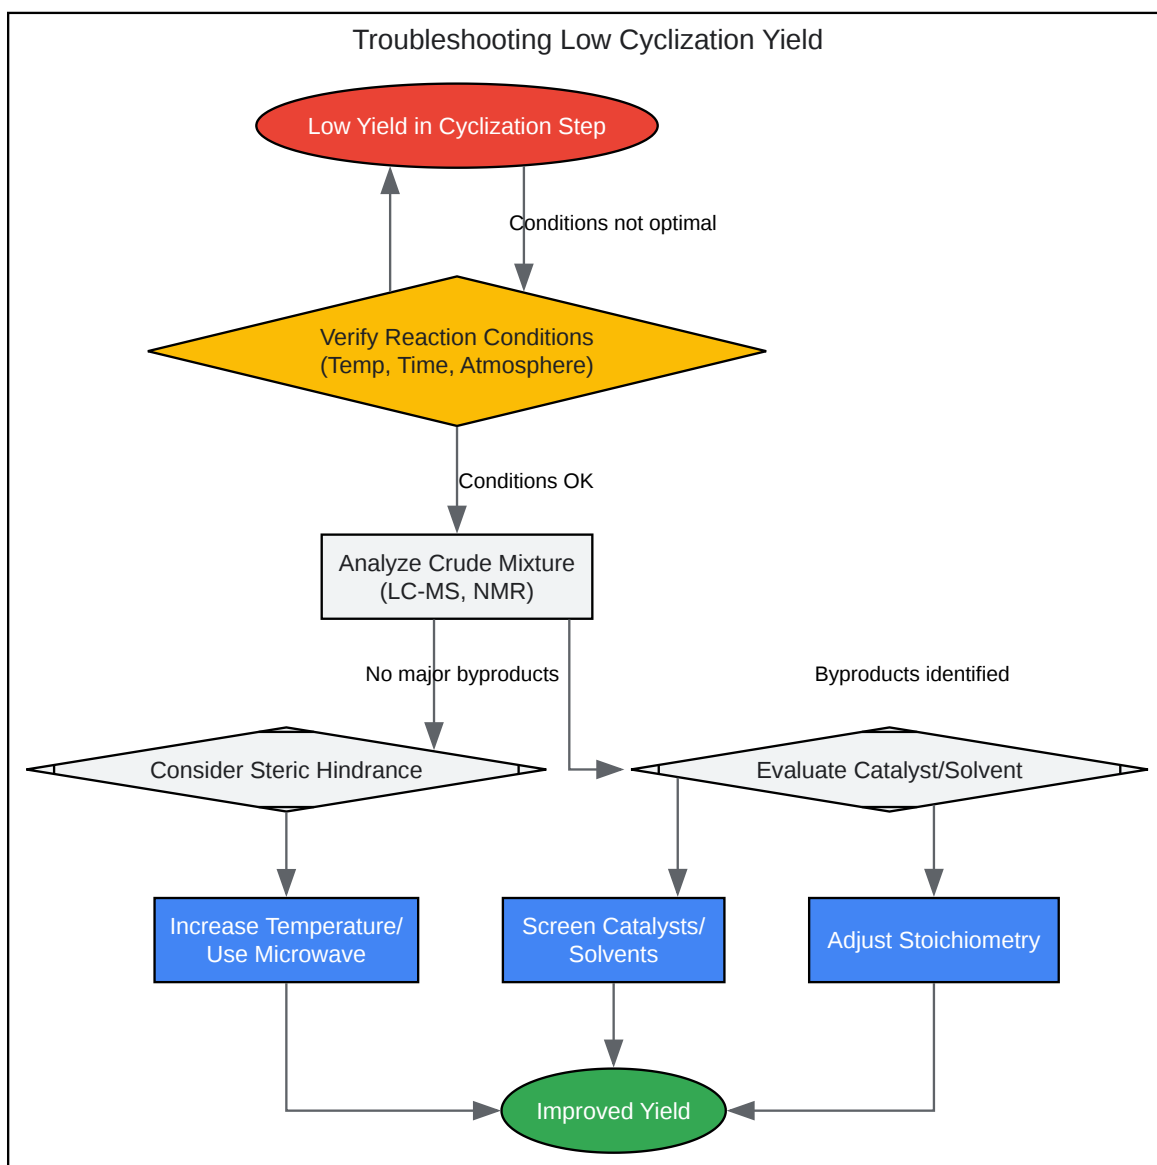 Troubleshooting Low Cyclization Yield
Low Yield in Cyclization Step
Conditions not optimal
Verify Reaction Conditions
(Temp, Time, Atmosphere)
Conditions OK
Analyze Crude Mixture
(LC-MS, NMR)
No major byproducts
Byproducts identified
Consider Steric Hindrance
Evaluate Catalyst/Solvent
Increase Temperature/
Use Microwave
Screen Catalysts/
Solvents
Adjust Stoichiometry
Improved Yield